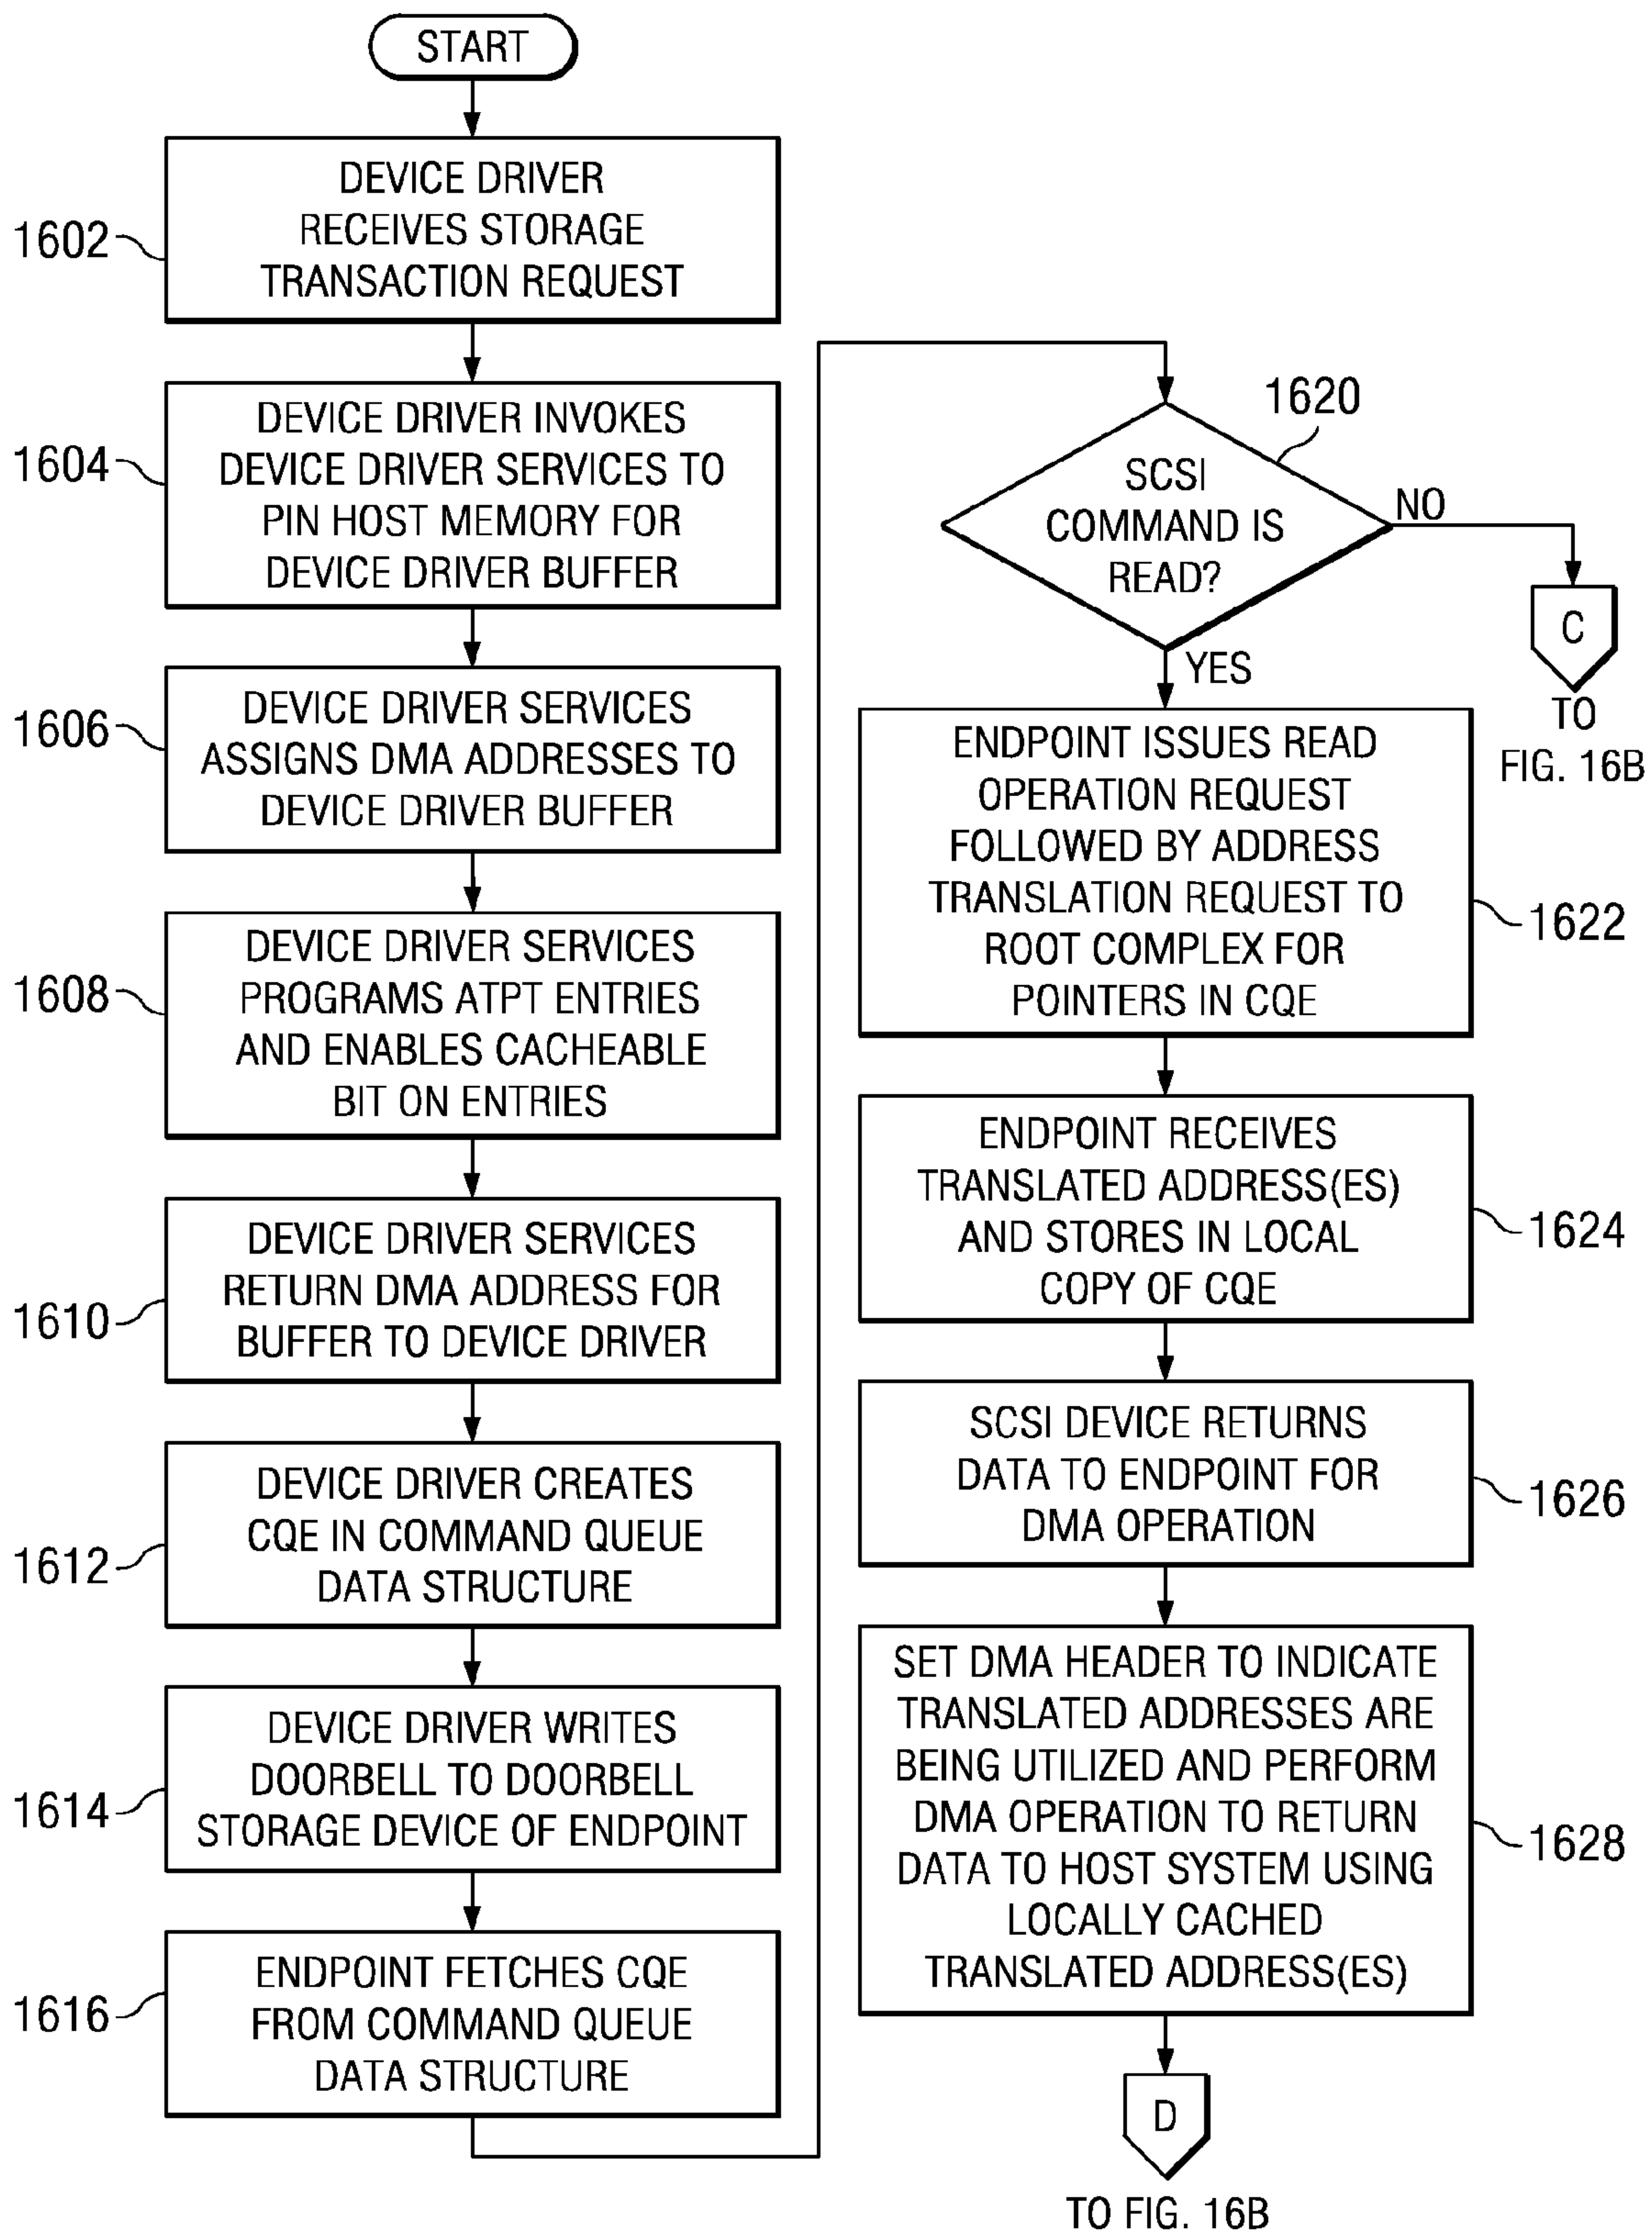 START
1602
DEVICE DRIVER
RECEIVES STORAGE
TRANSACTION REQUEST
1604
DEVICE DRIVER INVOKES
DEVICE DRIVER SERVICES TO
PIN HOST MEMORY FOR
DEVICE DRIVER BUFFER
1606
DEVICE DRIVER SERVICES
ASSIGNS DMA ADDRESSES TO
DEVICE DRIVER BUFFER
1608
DEVICE DRIVER SERVICES
PROGRAMS ATPT ENTRIES
AND ENABLES CACHEABLE
BIT ON ENTRIES
1610
DEVICE DRIVER SERVICES
RETURN DMA ADDRESS FOR
BUFFER TO DEVICE DRIVER
1612
DEVICE DRIVER CREATES
CQE IN COMMAND QUEUE
DATA STRUCTURE
1614
DEVICE DRIVER WRITES
DOORBELL TO DOORBELL
STORAGE DEVICE OF ENDPOINT
1616
ENDPOINT FETCHES CQE
FROM COMMAND QUEUE
DATA STRUCTURE
1620
SCSI
COMMAND IS
READ?
NO
C
TO
FIG. 16B
YES
ENDPOINT ISSUES READ
OPERATION REQUEST
FOLLOWED BY ADDRESS
TRANSLATION REQUEST TO
ROOT COMPLEX FOR
POINTERS IN CQE
1622
ENDPOINT RECEIVES
TRANSLATED ADDRESS(ES)
AND STORES IN LOCAL
COPY OF CQE
1624
SCSI DEVICE RETURNS
DATA TO ENDPOINT FOR
DMA OPERATION
1626
SET DMA HEADER TO INDICATE
TRANSLATED ADDRESSES ARE
BEING UTILIZED AND PERFORM
DMA OPERATION TO RETURN
DATA TO HOST SYSTEM USING
LOCALLY CACHED
TRANSLATED ADDRESS(ES)
1628
D
TO FIG. 16B